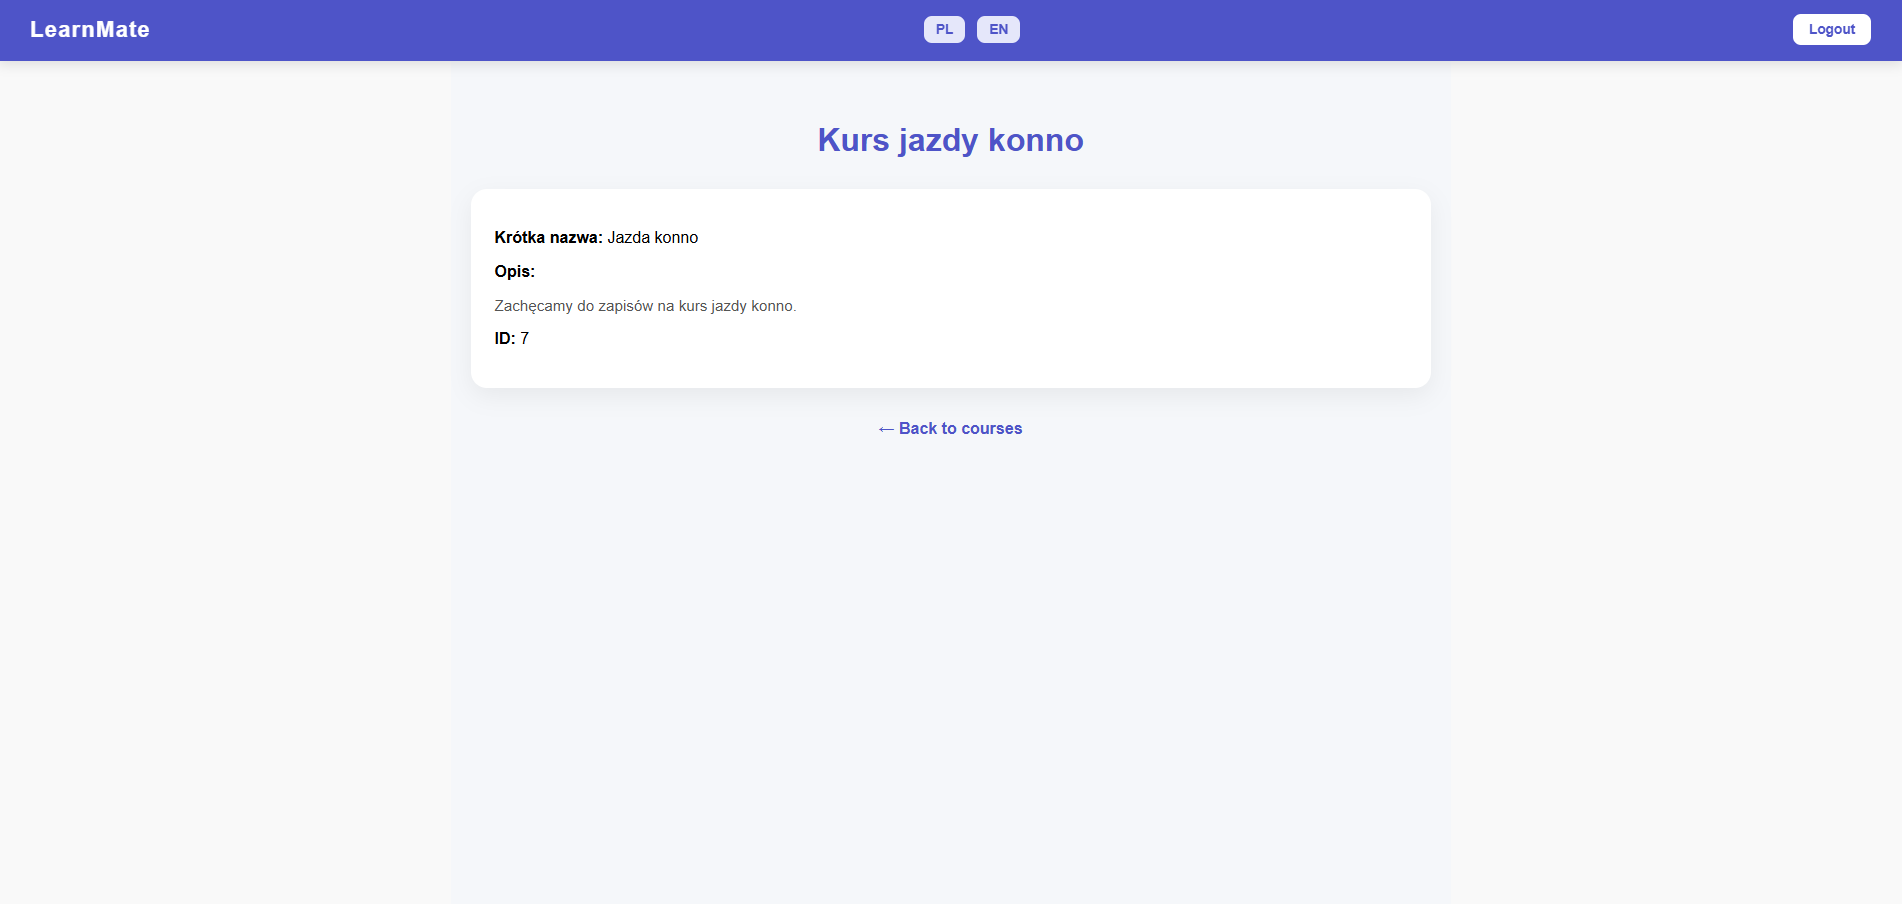 LearnMate
PL EN
Logout
Kurs jazdy konno
Krótka nazwa: Jazda konno
Opis:
Zachęcamy do zapisów na kurs jazdy konno.
ID: 7
← Back to courses